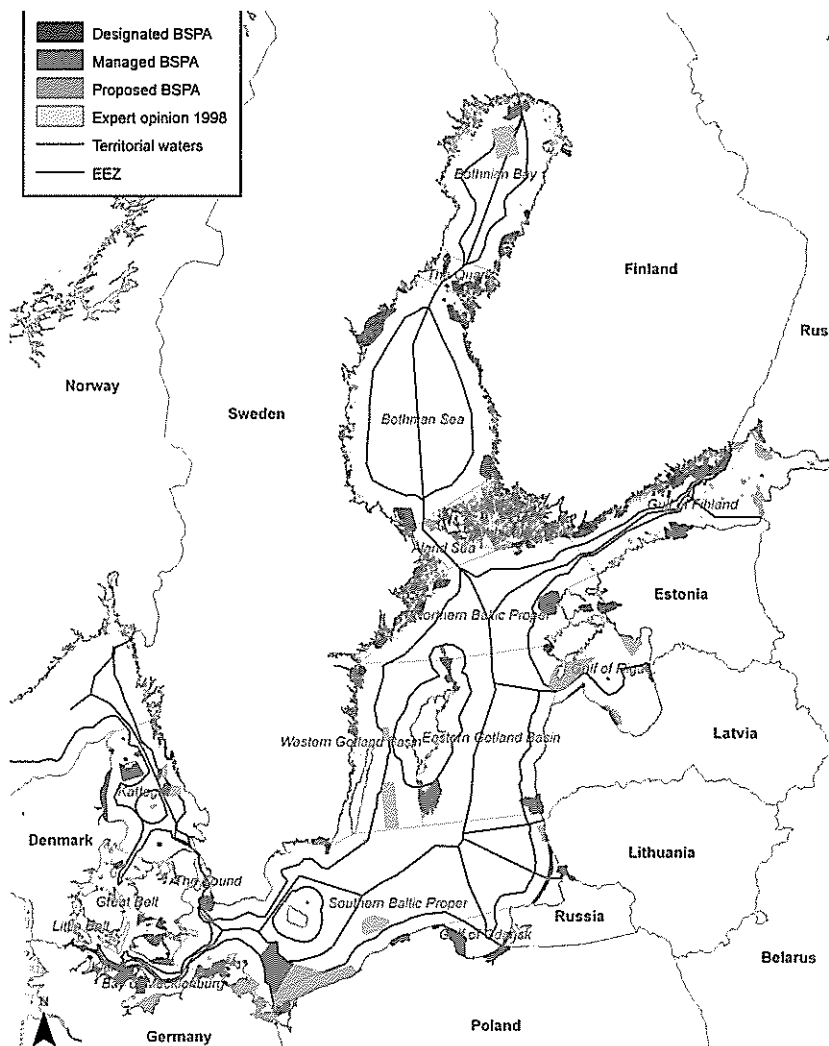 Designated BSPA
Managed BSPA
Proposed BSPA
Expert opinion 1998
Territorial waters
EEZ
Bothnian Bay
The Quark
Finland
Rus
Norway
Sweden
Bothnian Sea
Gulf of Finland
Åland Sea
Estonia
Northern Baltic Proper
Gulf of Riga
Western Gotland Basin
Eastern Gotland Basin
Latvia
Denmark
Lithuania
The Sound
Great Belt
Southern Baltic Proper
Russia
Little Belt
Gulf of Gdansk
Belarus
Bay of Mecklenburg
N
Germany
Poland